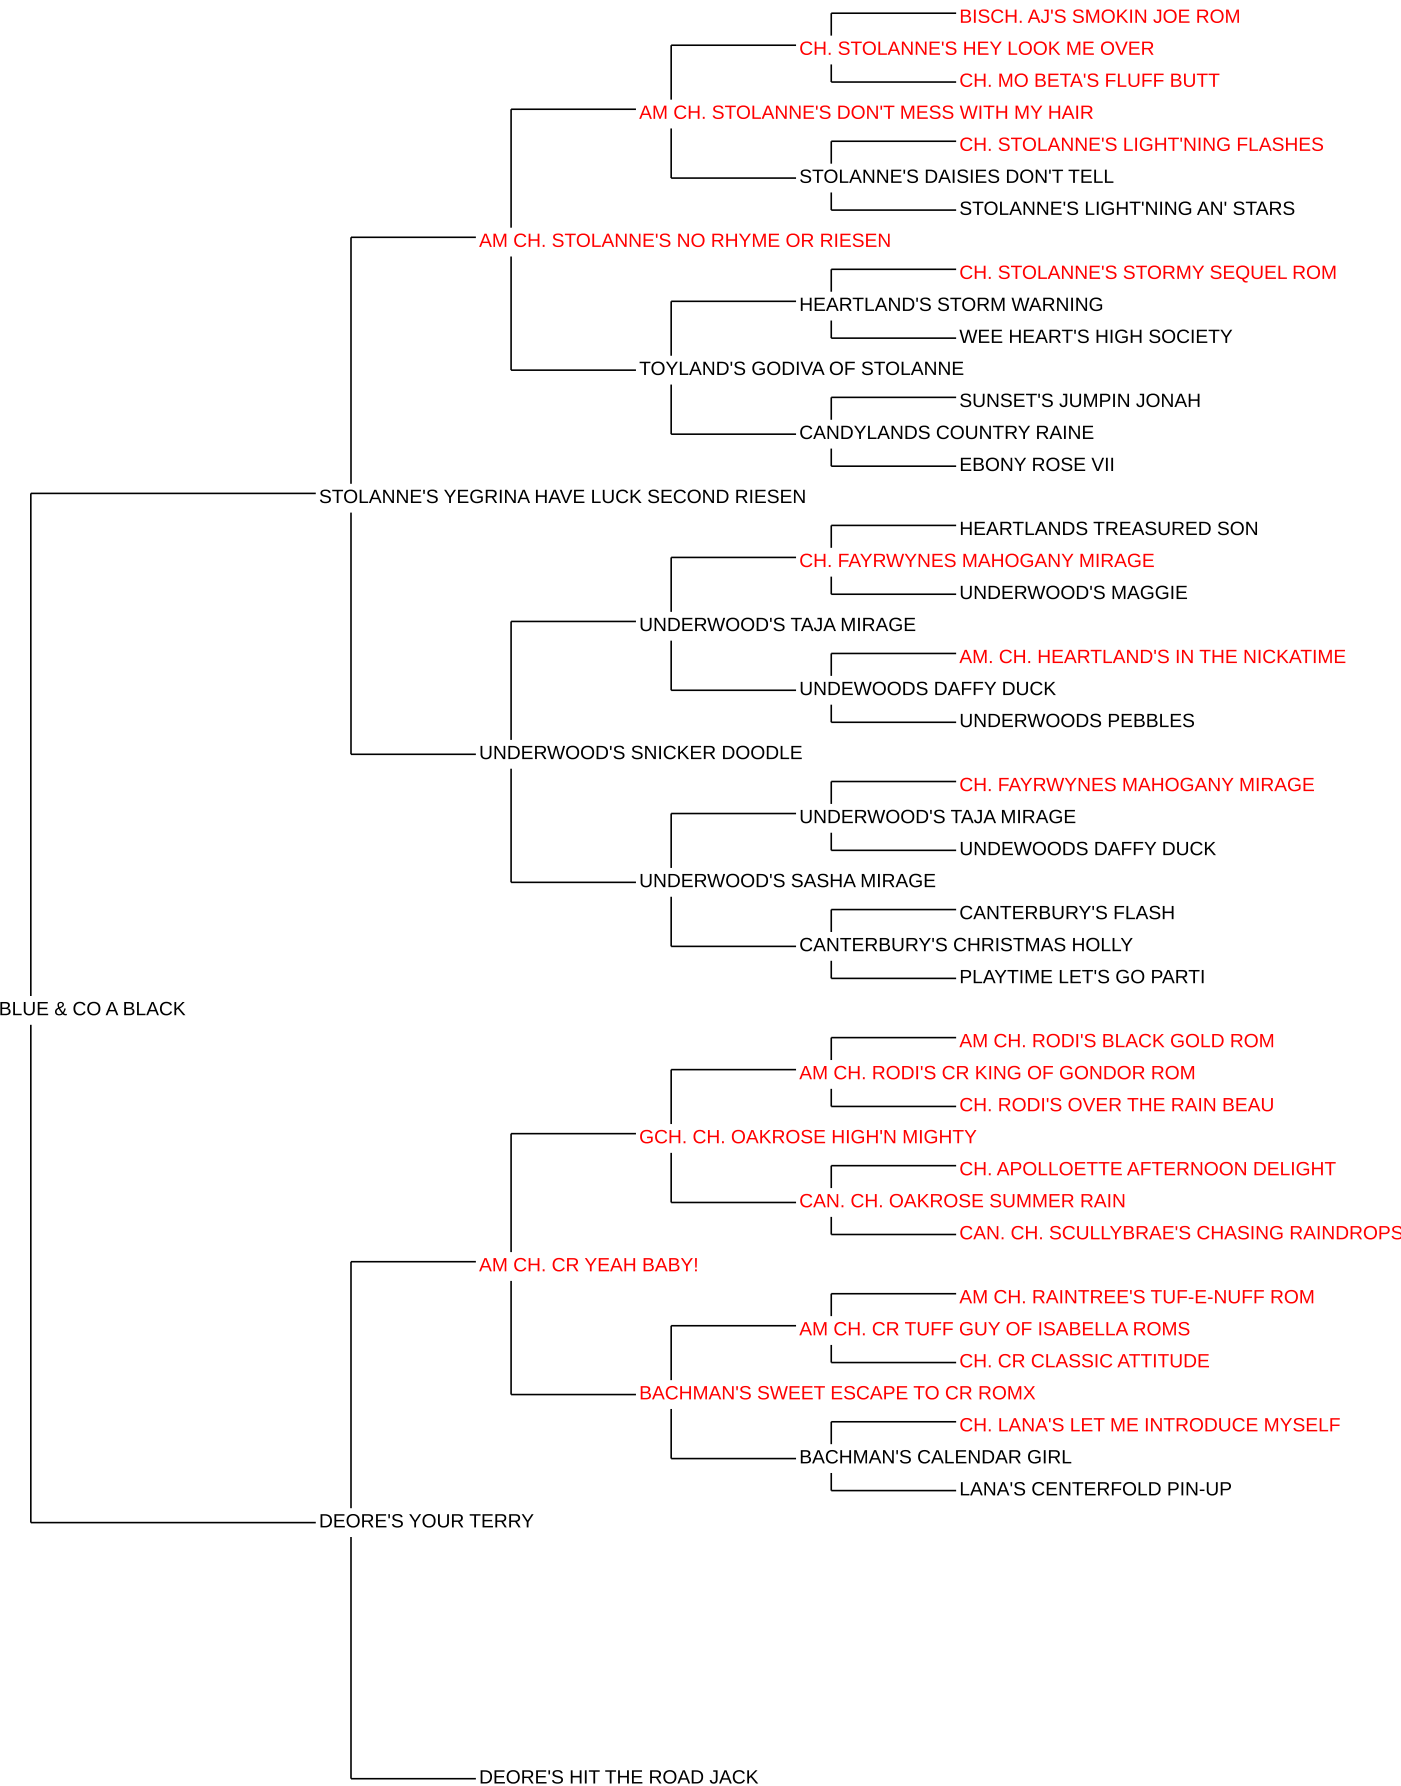 BISCH. AJ'S SMOKIN JOE ROM
CH. STOLANNE'S HEY LOOK ME OVER
CH. MO BETA'S FLUFF BUTT
AM CH. STOLANNE'S DON'T MESS WITH MY HAIR
CH. STOLANNE'S LIGHT'NING FLASHES
STOLANNE'S DAISIES DON'T TELL
STOLANNE'S LIGHT'NING AN' STARS
AM CH. STOLANNE'S NO RHYME OR RIESEN
CH. STOLANNE'S STORMY SEQUEL ROM
HEARTLAND'S STORM WARNING
WEE HEART'S HIGH SOCIETY
TOYLAND'S GODIVA OF STOLANNE
SUNSET'S JUMPIN JONAH
CANDYLANDS COUNTRY RAINE
EBONY ROSE VII
STOLANNE'S YEGRINA HAVE LUCK SECOND RIESEN
HEARTLANDS TREASURED SON
CH. FAYRWYNES MAHOGANY MIRAGE
UNDERWOOD'S MAGGIE
UNDERWOOD'S TAJA MIRAGE
AM. CH. HEARTLAND'S IN THE NICKATIME
UNDEWOODS DAFFY DUCK
UNDERWOODS PEBBLES
UNDERWOOD'S SNICKER DOODLE
CH. FAYRWYNES MAHOGANY MIRAGE
UNDERWOOD'S TAJA MIRAGE
UNDEWOODS DAFFY DUCK
UNDERWOOD'S SASHA MIRAGE
CANTERBURY'S FLASH
CANTERBURY'S CHRISTMAS HOLLY
PLAYTIME LET'S GO PARTI
BLUE & CO A BLACK
AM CH. RODI'S BLACK GOLD ROM
AM CH. RODI'S CR KING OF GONDOR ROM
CH. RODI'S OVER THE RAIN BEAU
GCH. CH. OAKROSE HIGH'N MIGHTY
CH. APOLLOETTE AFTERNOON DELIGHT
CAN. CH. OAKROSE SUMMER RAIN
CAN. CH. SCULLYBRAE'S CHASING RAINDROPS
AM CH. CR YEAH BABY!
AM CH. RAINTREE'S TUF-E-NUFF ROM
AM CH. CR TUFF GUY OF ISABELLA ROMS
CH. CR CLASSIC ATTITUDE
BACHMAN'S SWEET ESCAPE TO CR ROMX
CH. LANA'S LET ME INTRODUCE MYSELF
BACHMAN'S CALENDAR GIRL
LANA'S CENTERFOLD PIN-UP
DEORE'S YOUR TERRY
DEORE'S HIT THE ROAD JACK